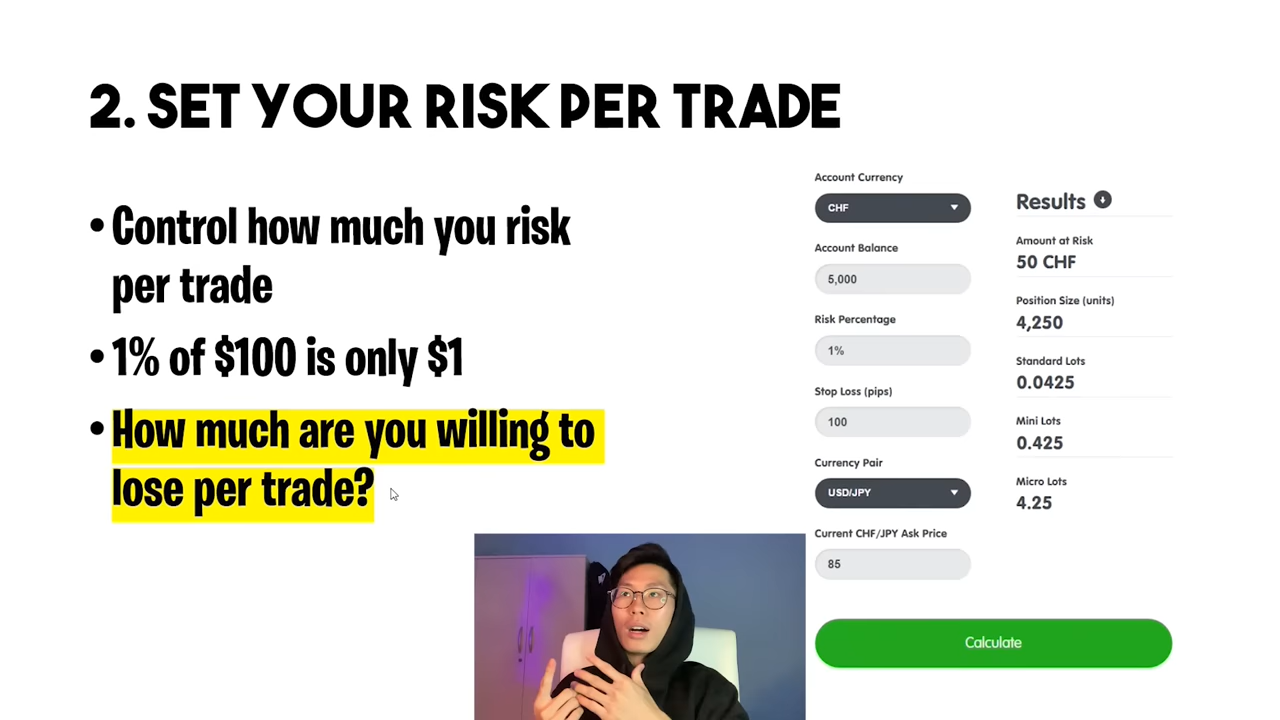 2. SET YOUR RISK PER TRADE
• Control how much you risk
per trade
• 1% of $100 is only $1
• How much are you willing to
lose per trade?
Account Currency
CHF
Account Balance
5,000
Risk Percentage
1%
Stop Loss (pips)
100
Currency Pair
USD/JPY
Current CHF/JPY Ask Price
85
Results
Amount at Risk
50 CHF
Position Size (units)
4,250
Standard Lots
0.0425
Mini Lots
0.425
Micro Lots
4.25
Calculate